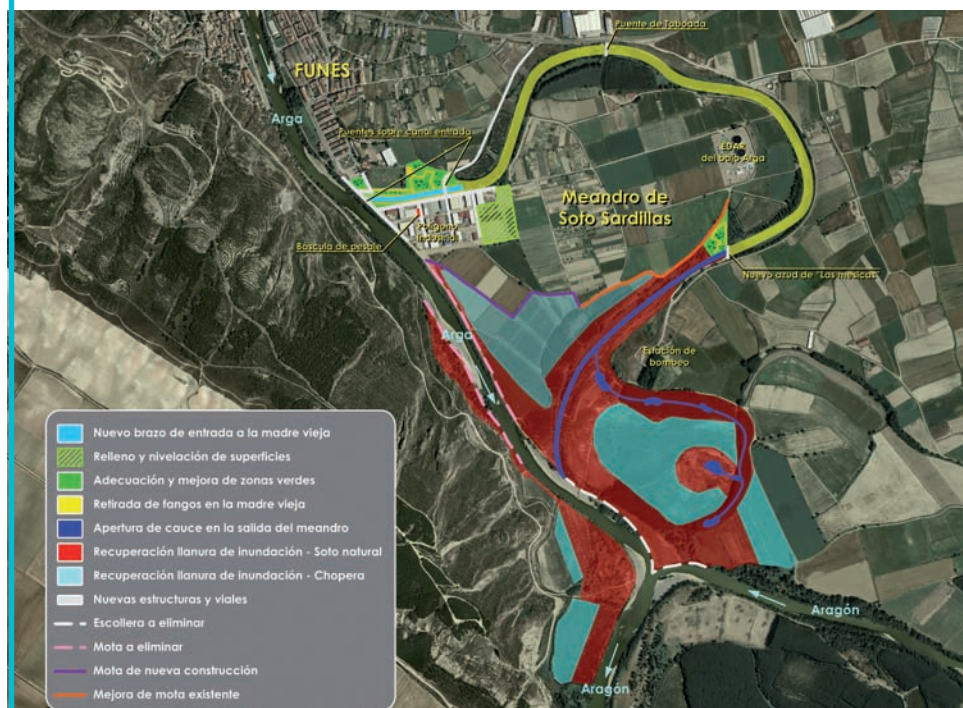 Puente de Taboada
FUNES
Arga
Puentes sobre canal entrada
EDAR
del bajo Arga
Meandro de
Soto Sardillas
Polígono
Industrial
Bascula de pesaje
Nuevo azud de "Las mesicas"
Arga
Estación de
bombeo
Nuevo brazo de entrada a la madre vieja
Relleno y nivelación de superficies
Adecuación y mejora de zonas verdes
Retirada de fangos en la madre vieja
Apertura de cauce en la salida del meandro
Recuperación llanura de inundación - Soto natural
Recuperación llanura de inundación - Chopera
Nuevas estructuras y viales
Escollera a eliminar
Mota a eliminar
Mota de nueva construcción
Mejora de mota existente
Aragón
Aragón